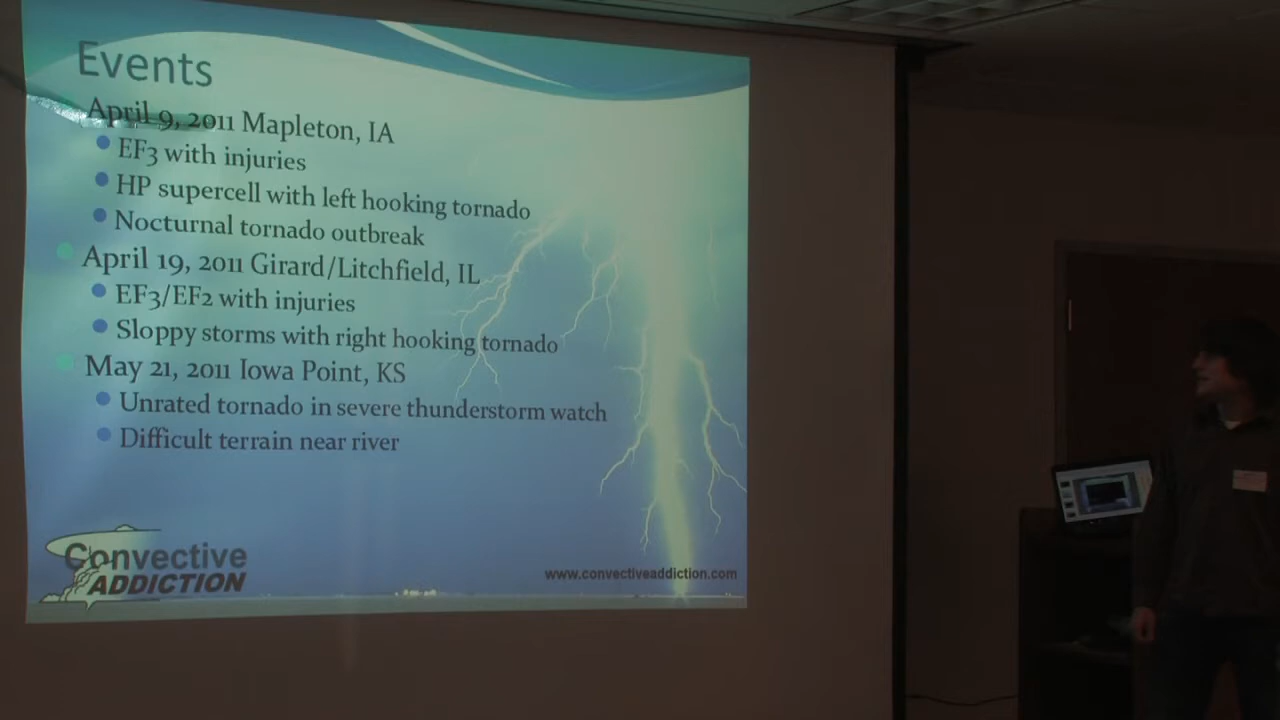 Events
April 9, 2011 Mapleton, IA
EF3 with injuries
HP supercell with left hooking tornado
Nocturnal tornado outbreak
April 19, 2011 Girard/Litchfield, IL
EF3/EF2 with injuries
Sloppy storms with right hooking tornado
May 21, 2011 Iowa Point, KS
Unrated tornado in severe thunderstorm watch
Difficult terrain near river
Convective
ADDICTION
www.convectiveaddiction.com